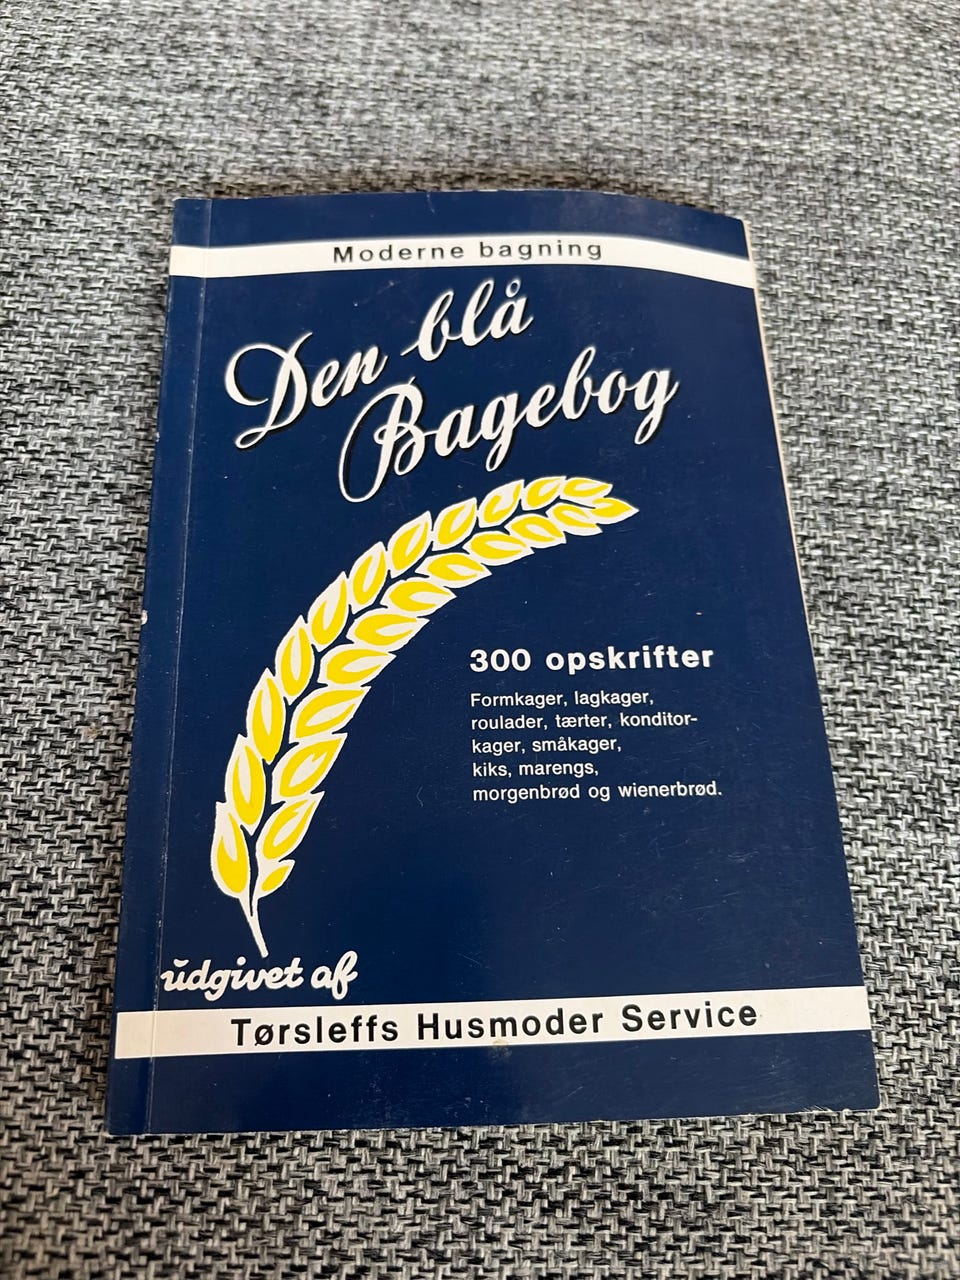 Moderne bagning
Den blå
Bagebog
300 opskrifter
Formkager, lagkager,
roulader, tærter, konditor-
kager, småkager,
kiks, marengs,
morgenbrød og wienerbrød.
udgivet af
Tørsleffs Husmoder Service